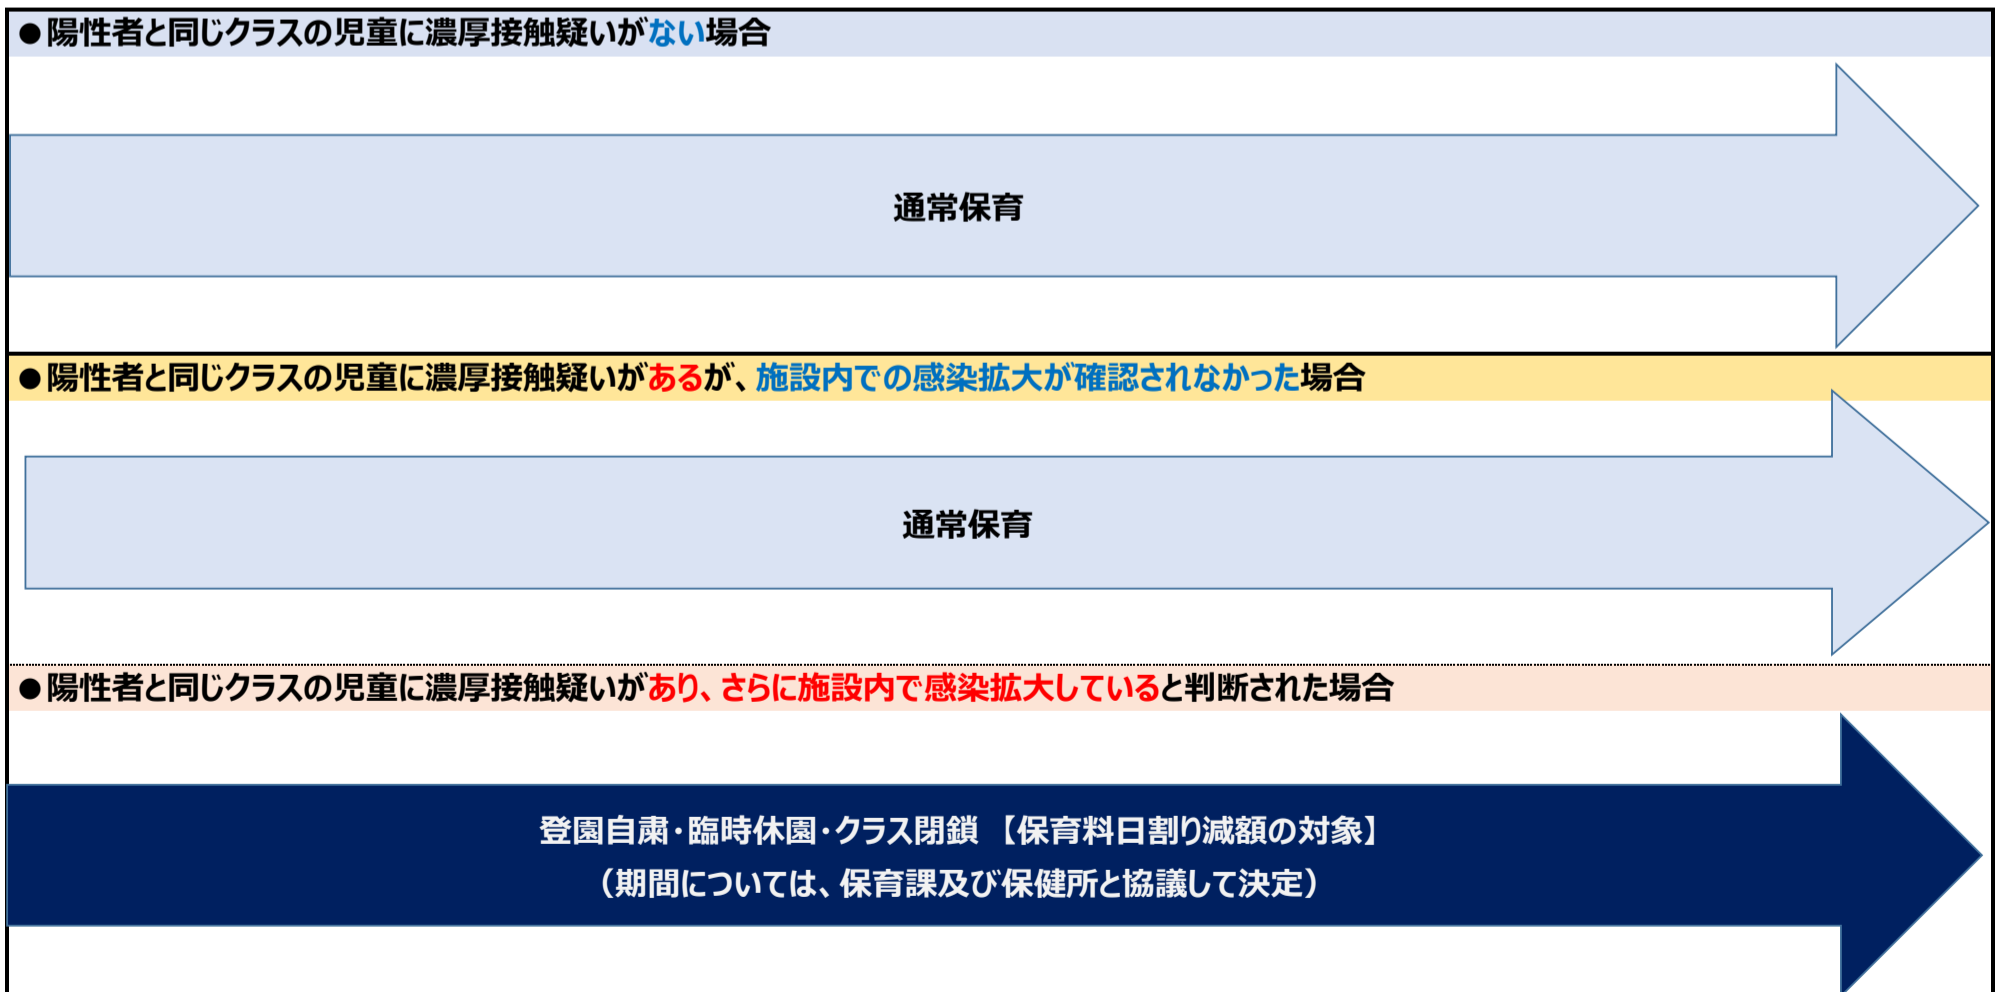 ●陽性者と同じクラスの児童に濃厚接触疑いがない場合
通常保育
●陽性者と同じクラスの児童に濃厚接触疑いがあるが、施設内での感染拡大が確認されなかった場合
通常保育
●陽性者と同じクラスの児童に濃厚接触疑いがあり、さらに施設内で感染拡大していると判断された場合
登園自粛・臨時休園・クラス閉鎖 【保育料日割り減額の対象】
（期間については、保育課及び保健所と協議して決定）